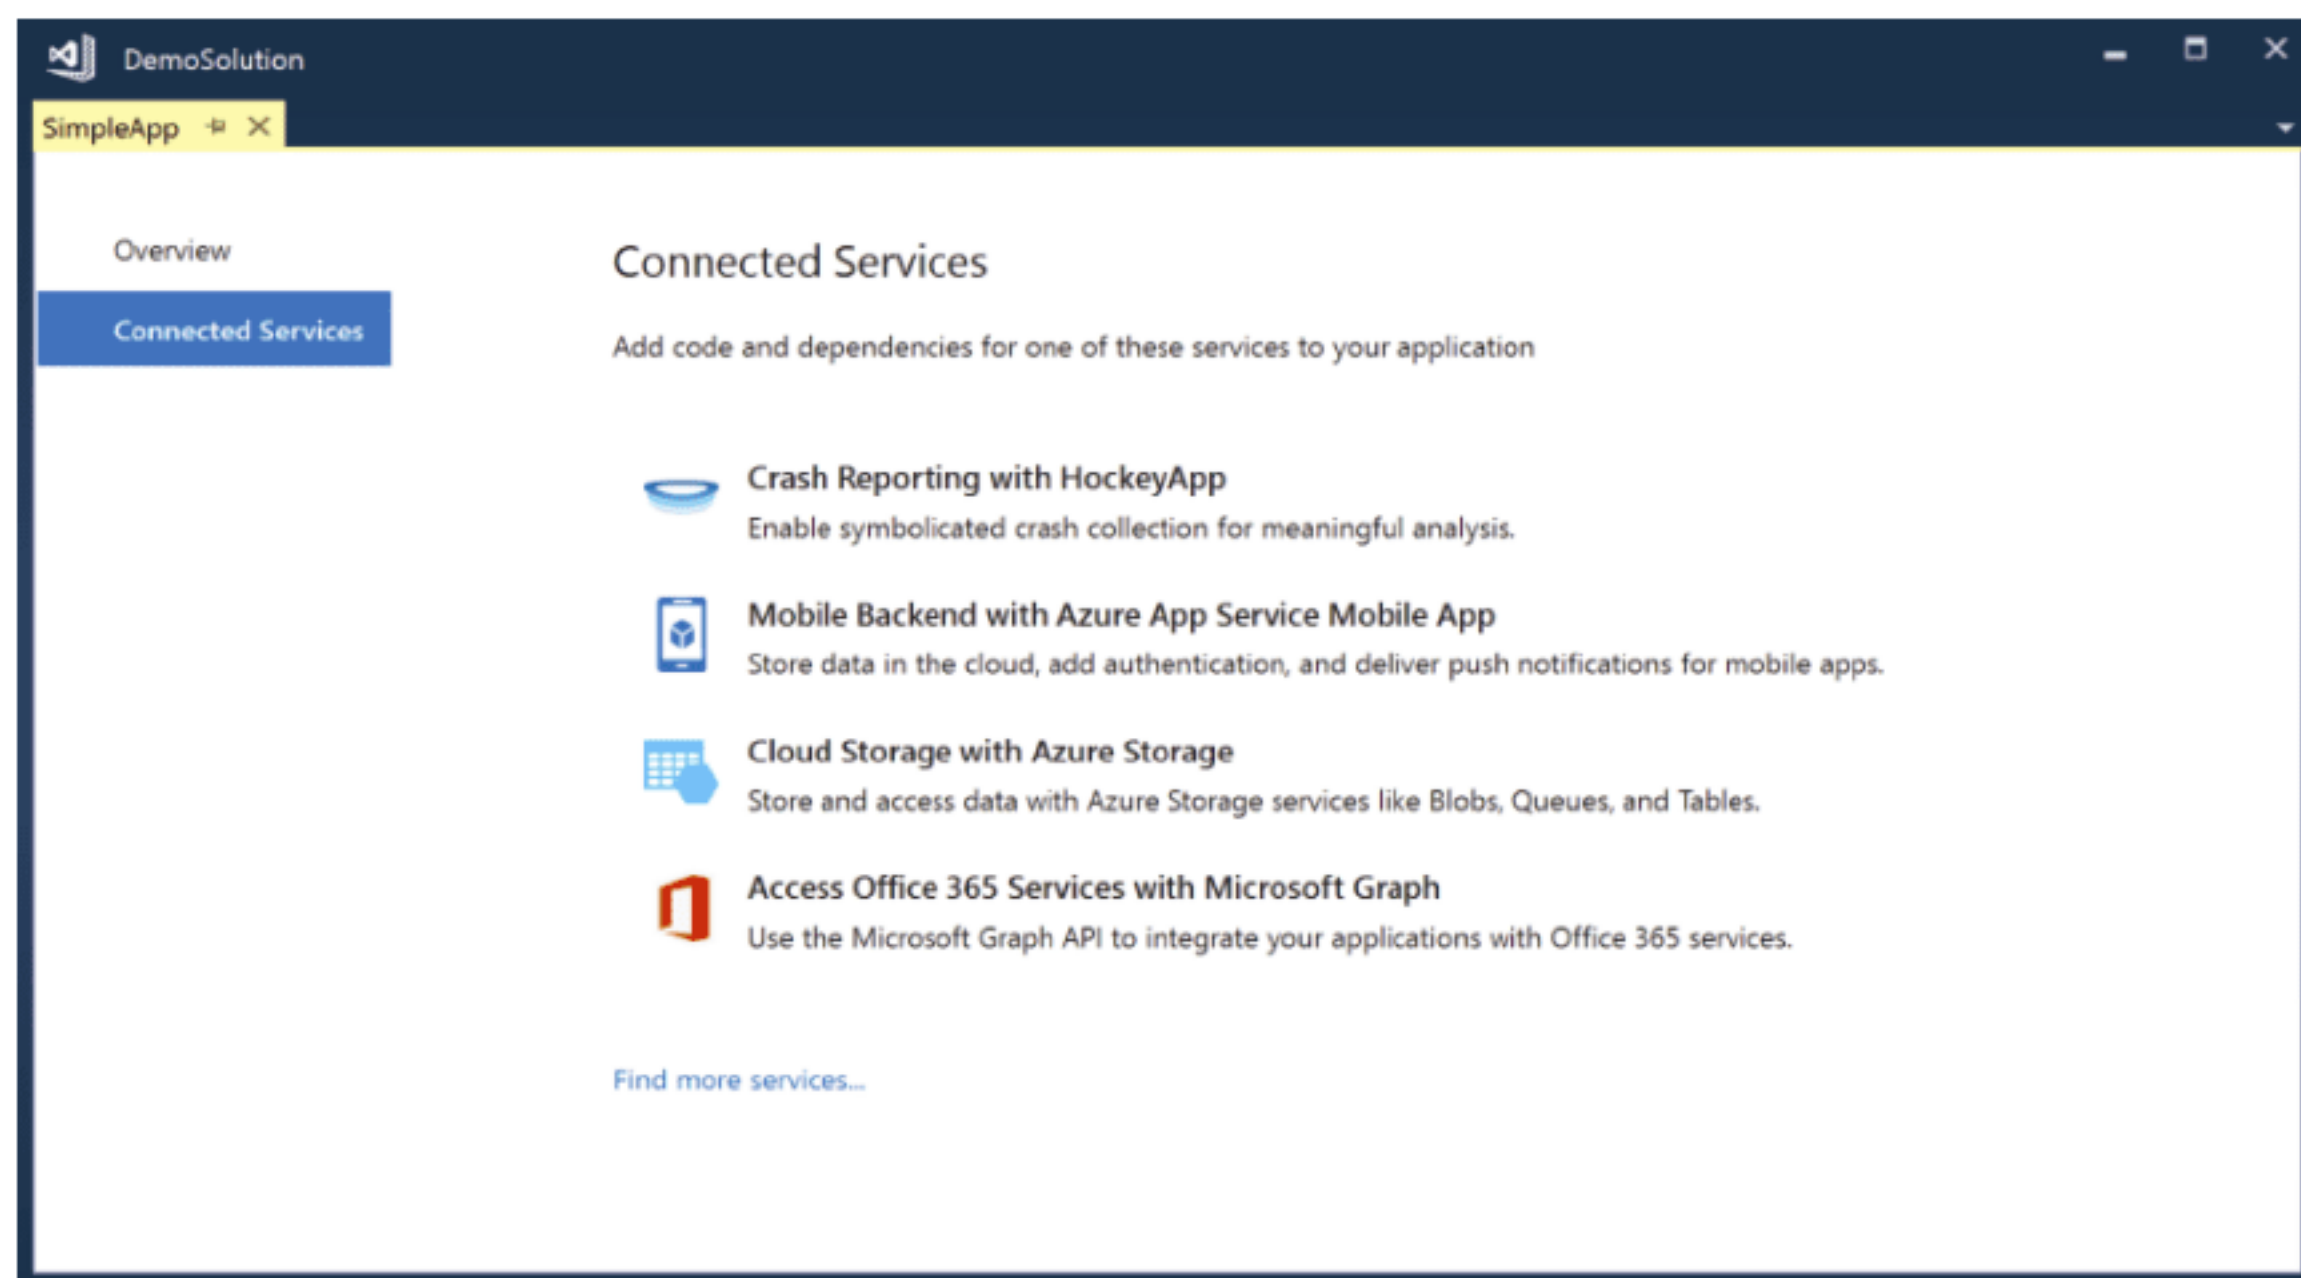 DemoSolution
SimpleApp
Overview
Connected Services
Connected Services
Add code and dependencies for one of these services to your application
Crash Reporting with HockeyApp
Enable symbolicated crash collection for meaningful analysis.
Mobile Backend with Azure App Service Mobile App
Store data in the cloud, add authentication, and deliver push notifications for mobile apps.
Cloud Storage with Azure Storage
Store and access data with Azure Storage services like Blobs, Queues, and Tables.
Access Office 365 Services with Microsoft Graph
Use the Microsoft Graph API to integrate your applications with Office 365 services.
Find more services...